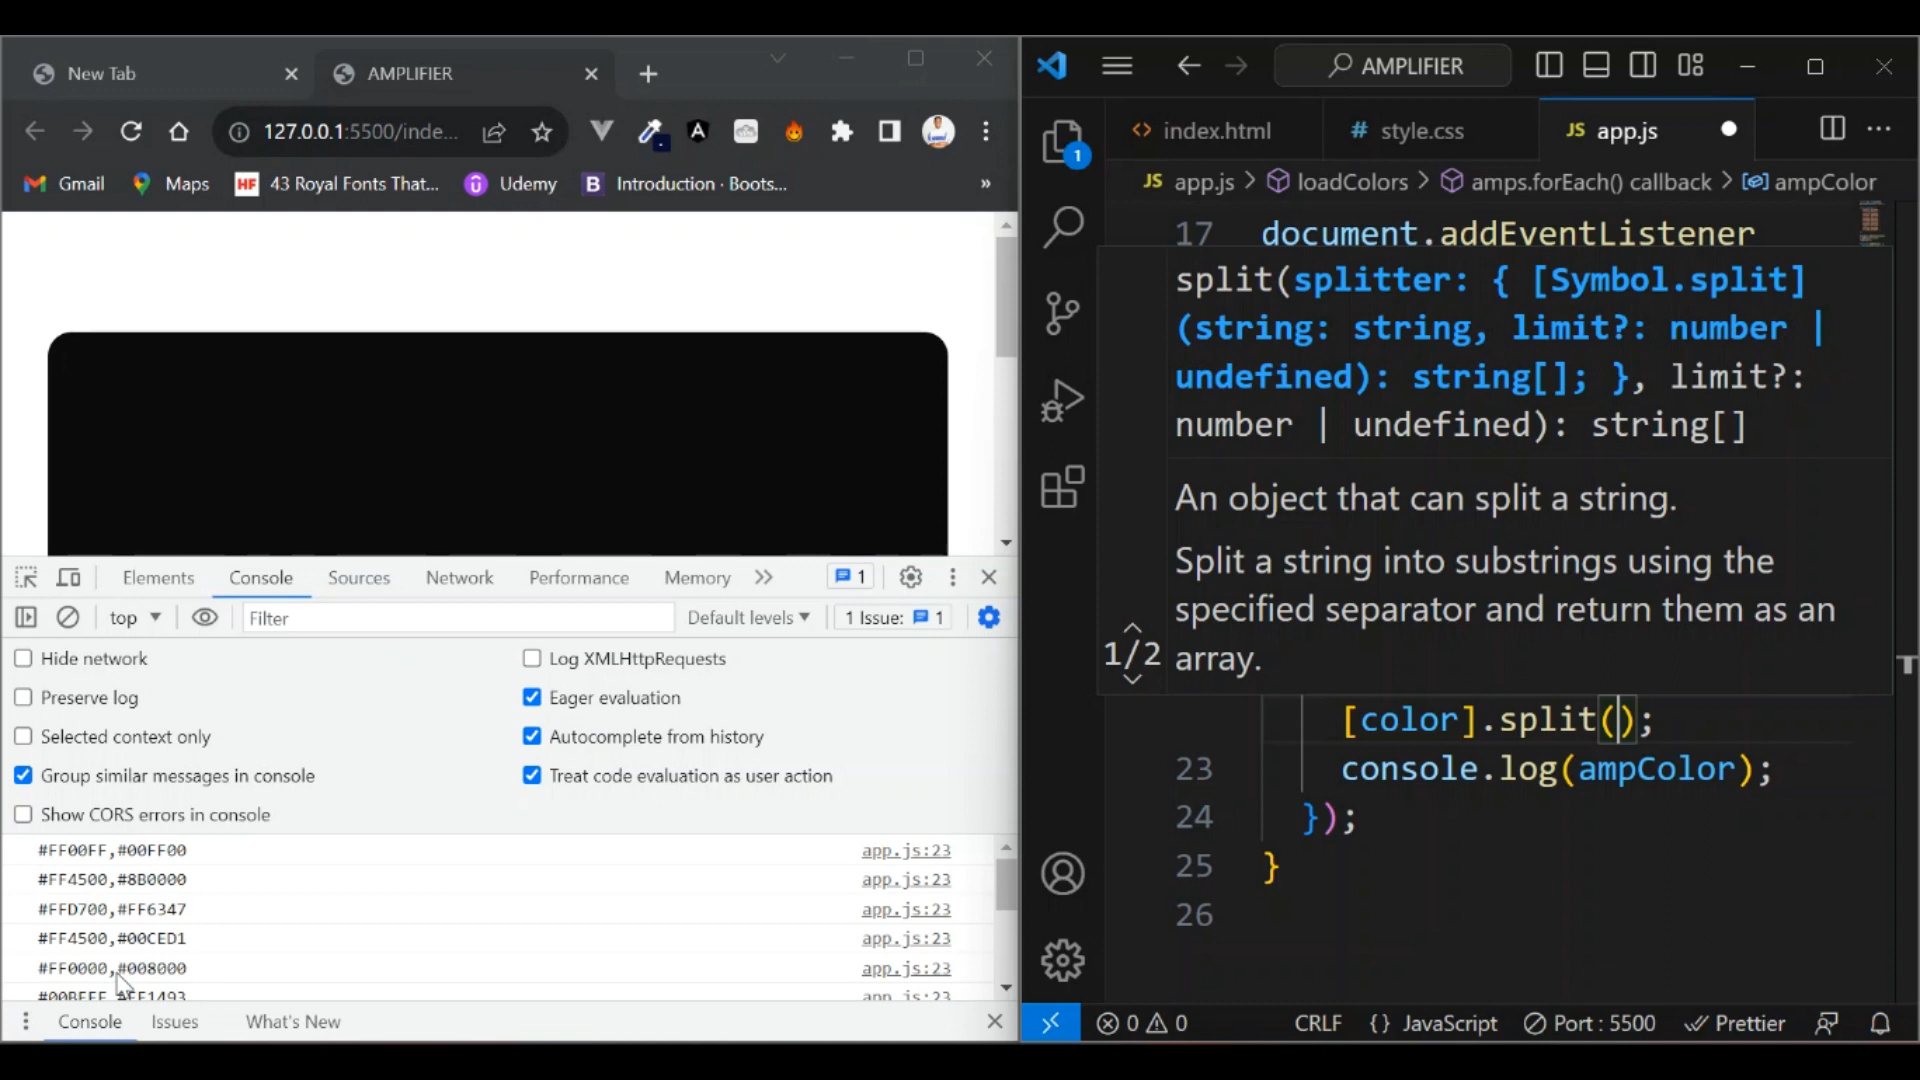 New Tab
AMPLIFIER
127.0.0.1:5500/inde...
Gmail
Maps
HF
43 Royal Fonts That...
Udemy
B
Introduction · Boots...
»
Elements
Console
Sources
Network
Performance
Memory
1
top
Filter
Default levels
1 Issue: 1
Hide network
Log XMLHttpRequests
Preserve log
Eager evaluation
Selected context only
Autocomplete from history
Group similar messages in console
Treat code evaluation as user action
Show CORS errors in console
#FF00FF,#00FF00 app.js:23
#FF4500,#8B0000 app.js:23
#FFD700,#FF6347 app.js:23
#FF4500,#00CED1 app.js:23
#FF0000,#008000 app.js:23
app.js:23
Console
Issues
What's New
AMPLIFIER
1
<> index.html
# style.css
JS app.js
JS app.js > loadColors > amps.forEach() callback > ampColor
17 document.addEventListener
split(splitter: { [Symbol.split]
(string: string, limit?: number |
undefined): string[]; }, limit?:
number | undefined): string[]
An object that can split a string.
Split a string into substrings using the
specified separator and return them as an
1/2 array.
[color].split();
23 console.log(ampColor);
24 });
25 }
26
0 0
CRLF
{} JavaScript
Port : 5500
Prettier